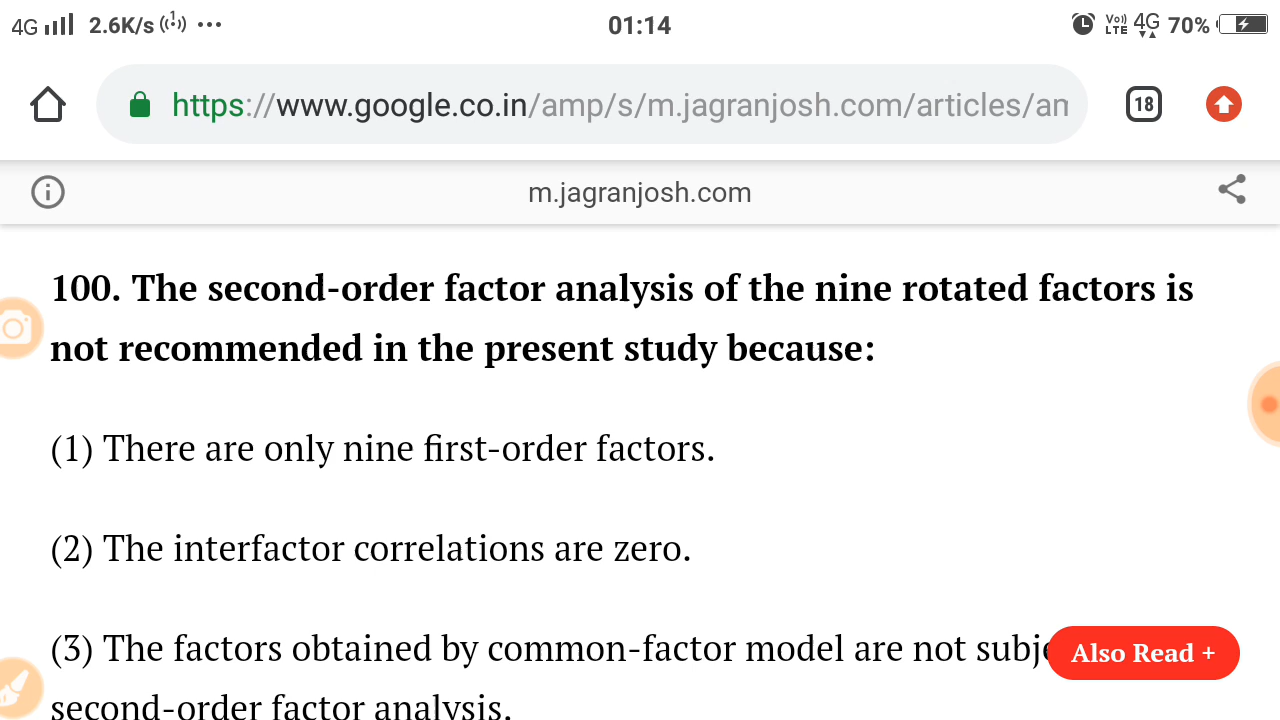 4G 2.6K/s 01:14 Vo)) LTE 4G 70%
https://www.google.co.in/amp/s/m.jagranjosh.com/articles/an 18
m.jagranjosh.com
100. The second-order factor analysis of the nine rotated factors is
not recommended in the present study because:
(1) There are only nine first-order factors.
(2) The interfactor correlations are zero.
(3) The factors obtained by common-factor model are not
Also Read +
second-order factor analysis.